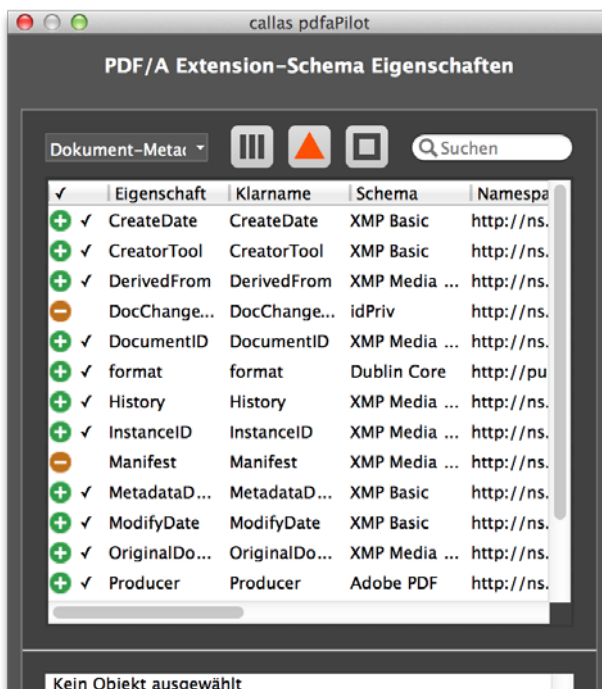 callas pdfaPilot
PDF/A Extension-Schema Eigenschaften
Dokument-Metac Suchen
✓ Eigenschaft Klarname Schema Namespa
✓ CreateDate CreateDate XMP Basic http://ns.
✓ CreatorTool CreatorTool XMP Basic http://ns.
✓ DerivedFrom DerivedFrom XMP Media ... http://ns.
DocChange... DocChange... idPriv http://ns.
✓ DocumentID DocumentID XMP Media ... http://ns.
✓ format format Dublin Core http://pu
✓ History History XMP Media ... http://ns.
✓ InstanceID InstanceID XMP Media ... http://ns.
Manifest Manifest XMP Media ... http://ns.
✓ MetadataD... MetadataD... XMP Basic http://ns.
✓ ModifyDate ModifyDate XMP Basic http://ns.
✓ OriginalDo... OriginalDo... XMP Media ... http://ns.
✓ Producer Producer Adobe PDF http://ns.
Kein Objekt ausgewählt